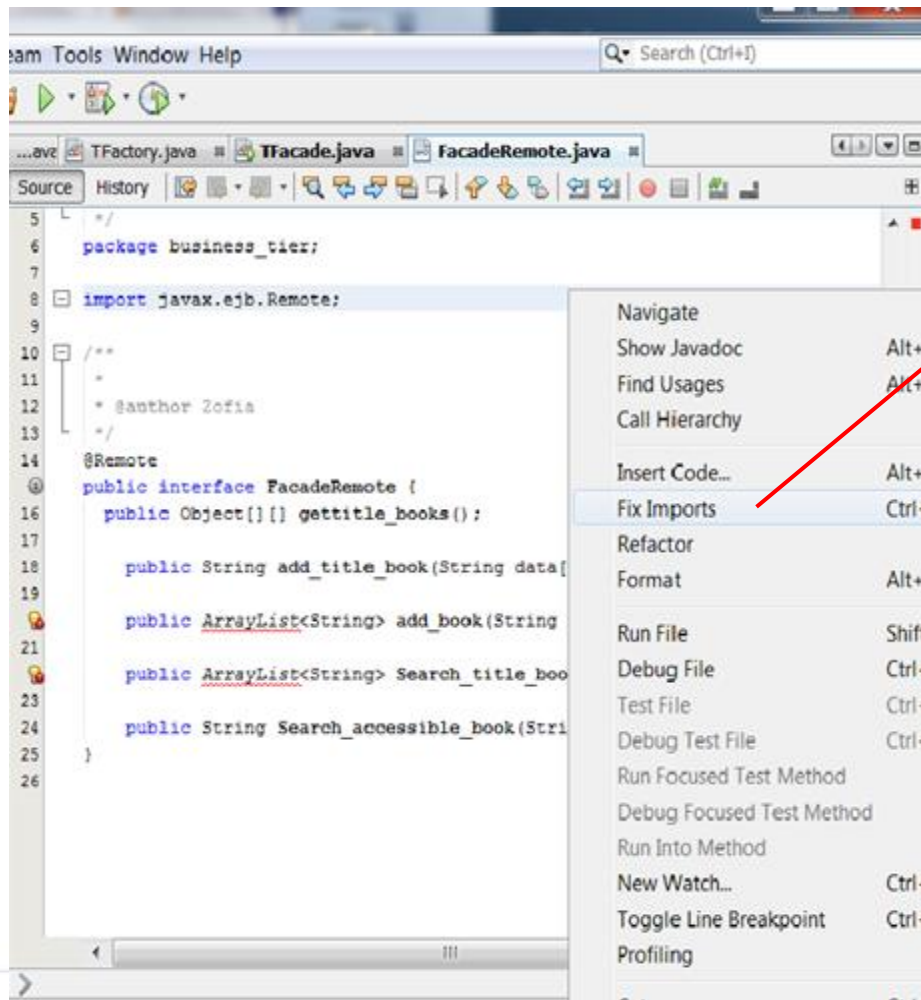 eam Tools Window Help
Search (Ctrl+I)
...ava TFactory.java TFacade.java FacadeRemote.java
Source History
5 */
6 package business_tier;
7
8 import javax.ejb.Remote;
9
10 /**
11 *
12 * @author Zofia
13 */
14 @Remote
public interface FacadeRemote {
16 public Object[][] gettitle_books();
17
18 public String add_title_book(String data[
19
public ArrayList<String> add_book(String
21
public ArrayList<String> Search_title_boo
23
24 public String Search_accessible_book(Stri
25 }
26
Navigate
Show Javadoc Alt+
Find Usages Alt+
Call Hierarchy
Insert Code... Alt+
Fix Imports Ctrl+
Refactor
Format Alt+
Run File Shift
Debug File Ctrl+
Test File Ctrl+
Debug Test File Ctrl+
Run Focused Test Method
Debug Focused Test Method
Run Into Method
New Watch... Ctrl+
Toggle Line Breakpoint Ctrl+
Profiling